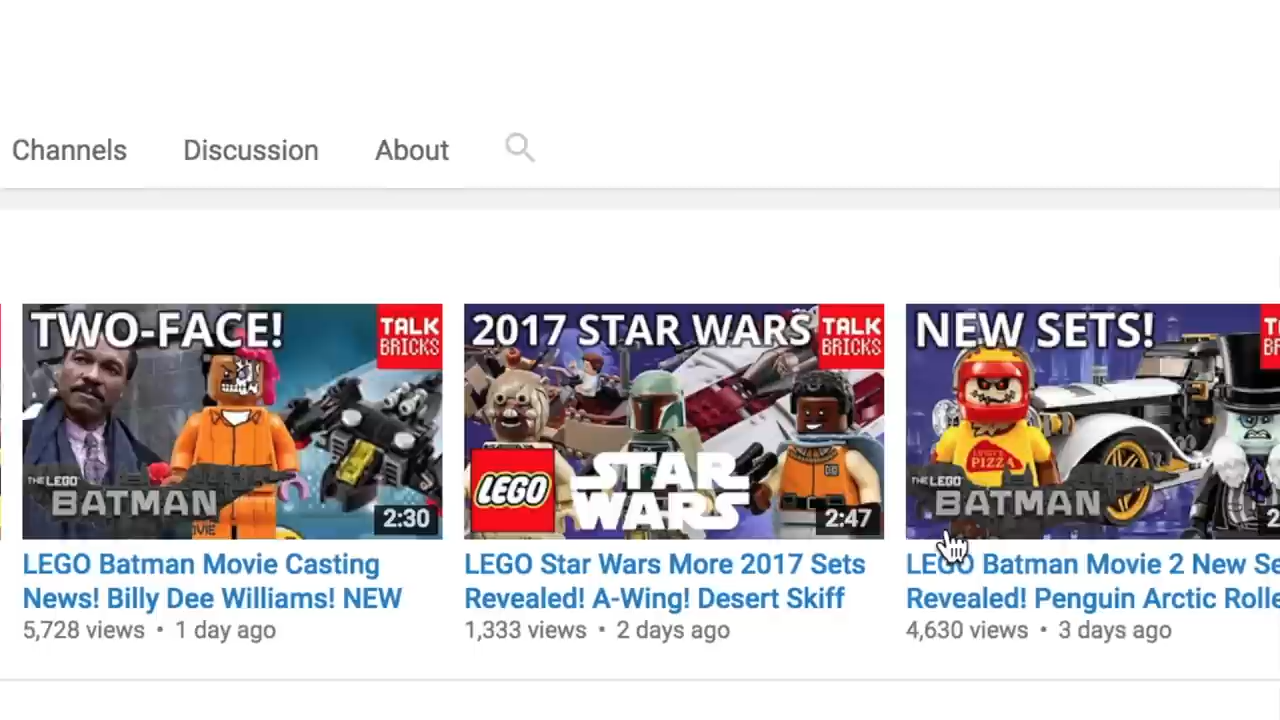 Channels Discussion About
TWO-FACE!
TALK
BRICKS
THE LEGO
BATMAN
MOVIE
2:30
LEGO Batman Movie Casting
News! Billy Dee Williams! NEW
5,728 views • 1 day ago
2017 STAR WARS
TALK
BRICKS
LEGO
STAR
WARS
2:47
LEGO Star Wars More 2017 Sets
Revealed! A-Wing! Desert Skiff
1,333 views • 2 days ago
NEW SETS!
PIZZA
THE LEGO
BATMAN
LEGO Batman Movie 2 New Se
Revealed! Penguin Arctic Rolle
4,630 views • 3 days ago